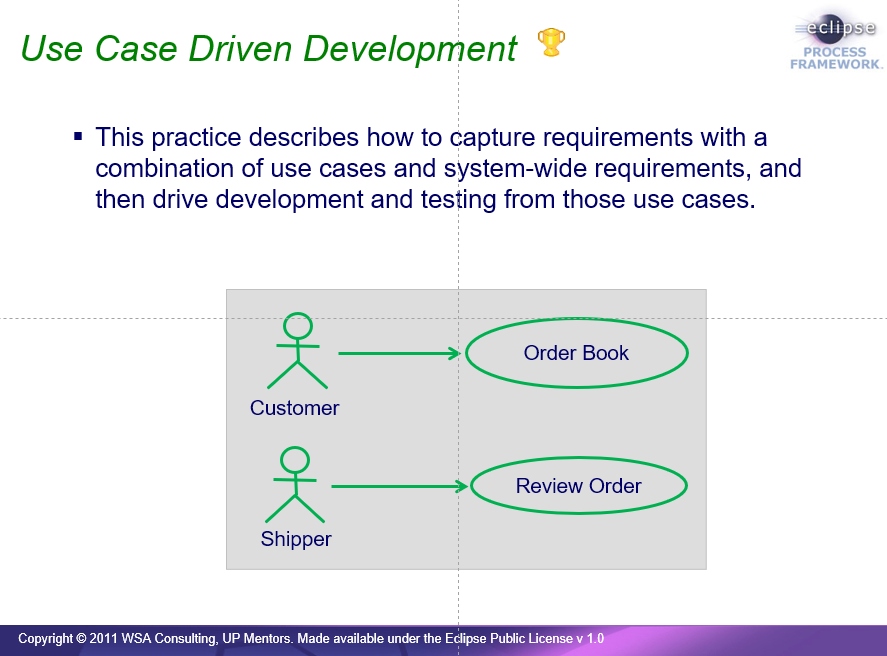 Use Case Driven Development
eclipse
PROCESS
FRAMEWORK.
▪ This practice describes how to capture requirements with a
combination of use cases and system-wide requirements, and
then drive development and testing from those use cases.
Order Book
Customer
Review Order
Shipper
Copyright © 2011 WSA Consulting, UP Mentors. Made available under the Eclipse Public License v 1.0